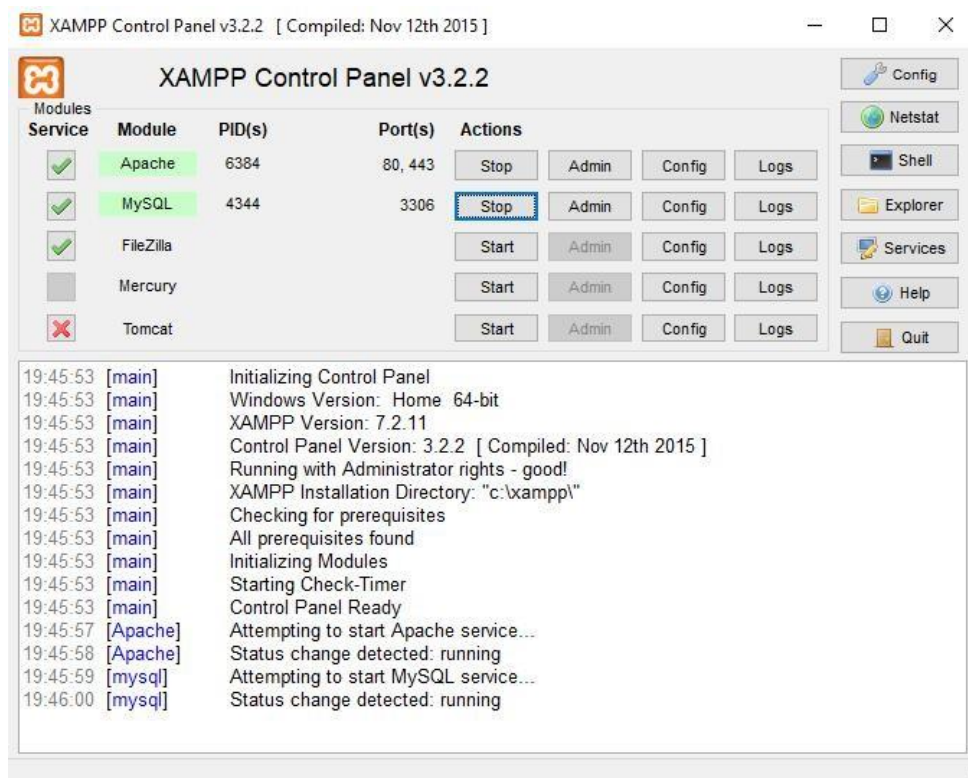 XAMPP Control Panel v3.2.2 [ Compiled: Nov 12th 2015 ]
XAMPP Control Panel v3.2.2
Config
Modules
Service Module PID(s) Port(s) Actions
Netstat
Apache 6384 80, 443 Stop Admin Config Logs
Shell
MySQL 4344 3306 Stop Admin Config Logs
Explorer
FileZilla Start Admin Config Logs
Services
Mercury Start Admin Config Logs
Help
Tomcat Start Admin Config Logs
Quit
19:45:53 [main] Initializing Control Panel
19:45:53 [main] Windows Version: Home 64-bit
19:45:53 [main] XAMPP Version: 7.2.11
19:45:53 [main] Control Panel Version: 3.2.2 [ Compiled: Nov 12th 2015 ]
19:45:53 [main] Running with Administrator rights - good!
19:45:53 [main] XAMPP Installation Directory: "c:\xampp\"
19:45:53 [main] Checking for prerequisites
19:45:53 [main] All prerequisites found
19:45:53 [main] Initializing Modules
19:45:53 [main] Starting Check-Timer
19:45:53 [main] Control Panel Ready
19:45:57 [Apache] Attempting to start Apache service...
19:45:58 [Apache] Status change detected: running
19:45:59 [mysql] Attempting to start MySQL service...
19:46:00 [mysql] Status change detected: running